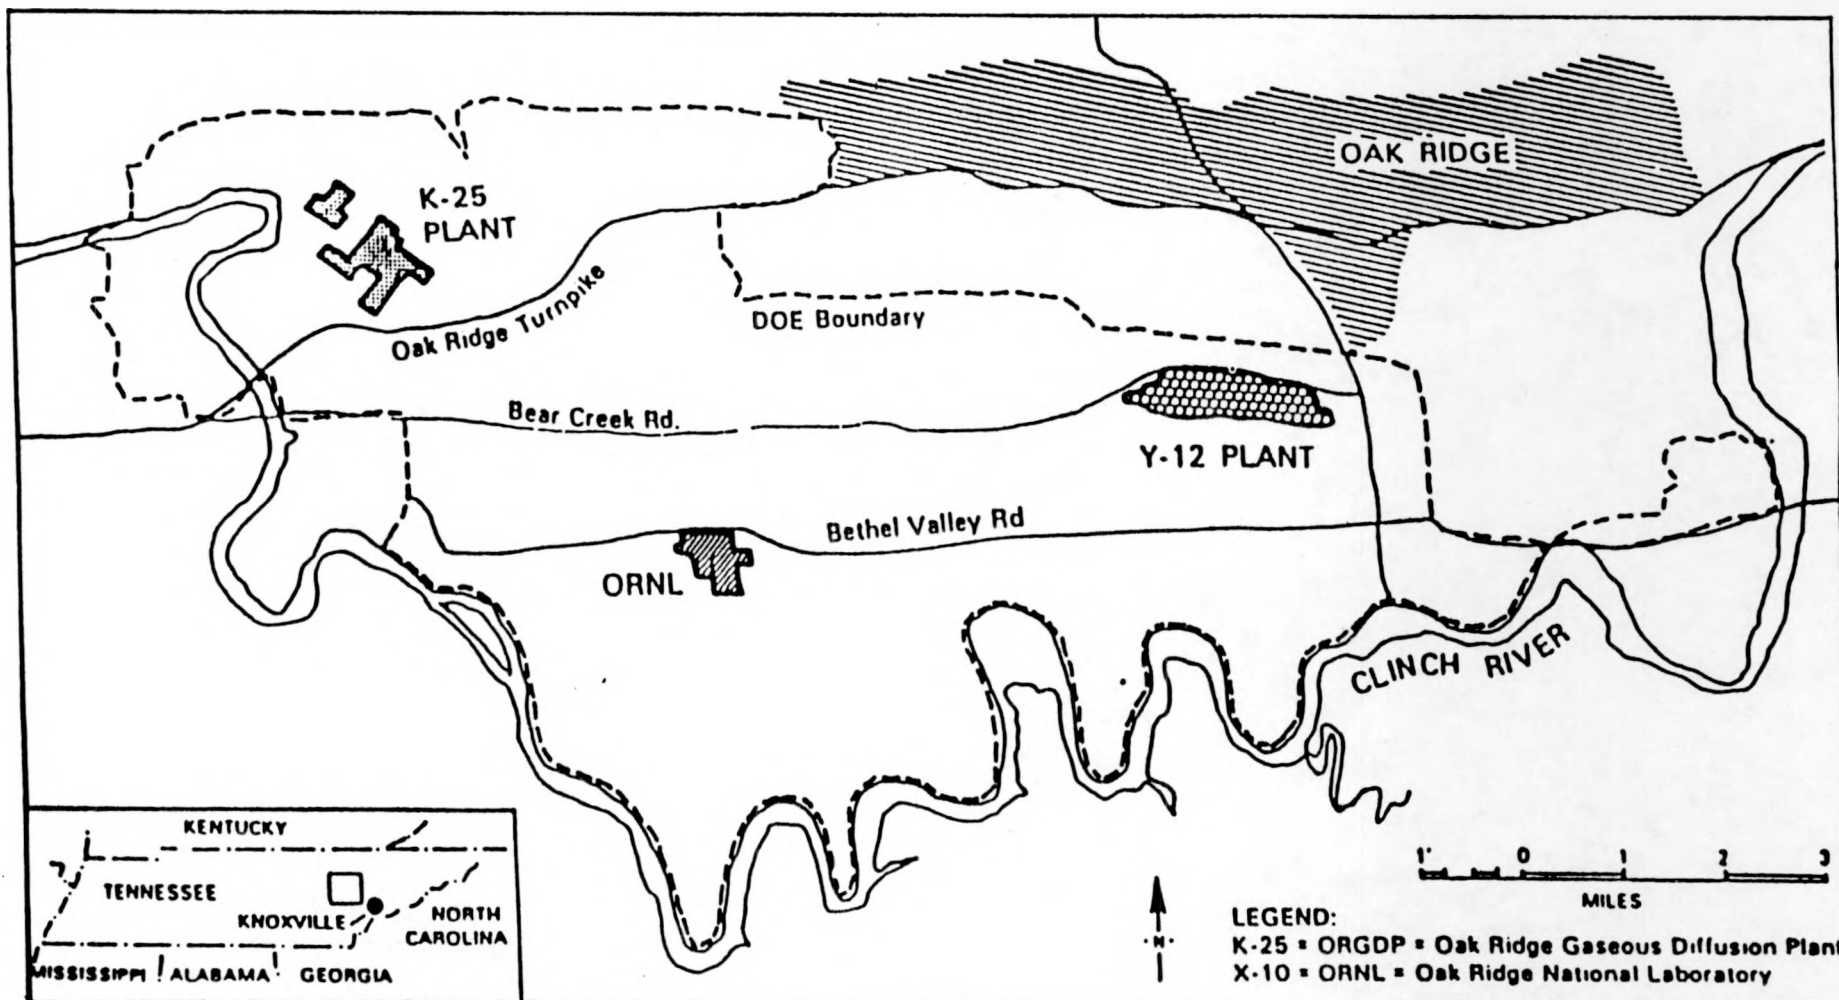 OAK RIDGE
K-25
PLANT
Oak Ridge Turnpike
DOE Boundary
Bear Creek Rd.
Y-12 PLANT
Bethel Valley Rd
ORNL
CLINCH RIVER
KENTUCKY
TENNESSEE
KNOXVILLE
NORTH
CAROLINA
MISSISSIPPI
ALABAMA
GEORGIA
1 0 1 2 3
MILES
N
LEGEND:
K-25 = ORGDP = Oak Ridge Gaseous Diffusion Plant
X-10 = ORNL = Oak Ridge National Laboratory